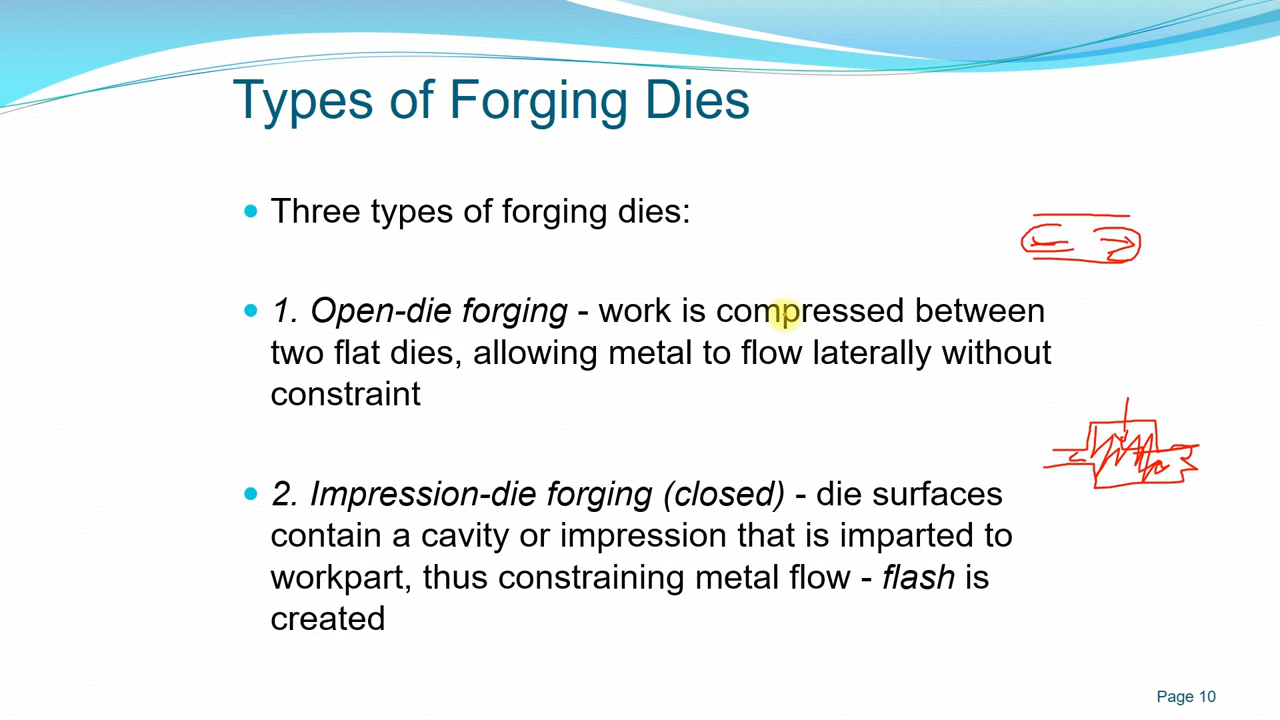 Types of Forging Dies
Three types of forging dies:
1. Open-die forging - work is compressed between
two flat dies, allowing metal to flow laterally without
constraint
2. Impression-die forging (closed) - die surfaces
contain a cavity or impression that is imparted to
workpart, thus constraining metal flow - flash is
created
Page 10